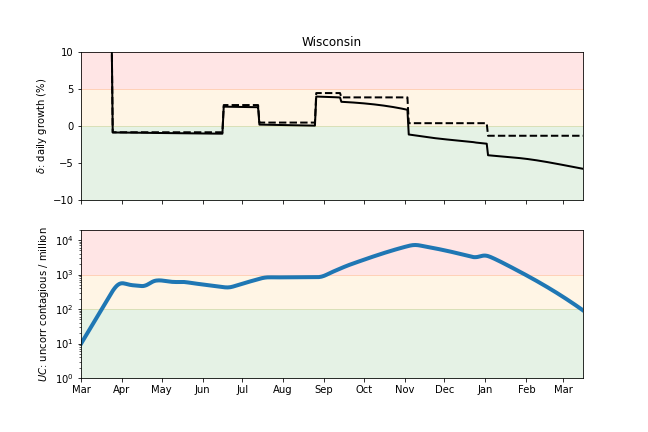 Wisconsin
δ: daily growth (%)
10
5
0
−5
−10
UC: uncorr contagious / million
10⁴
10³
10²
10¹
10⁰
Mar Apr May Jun Jul Aug Sep Oct Nov Dec Jan Feb Mar